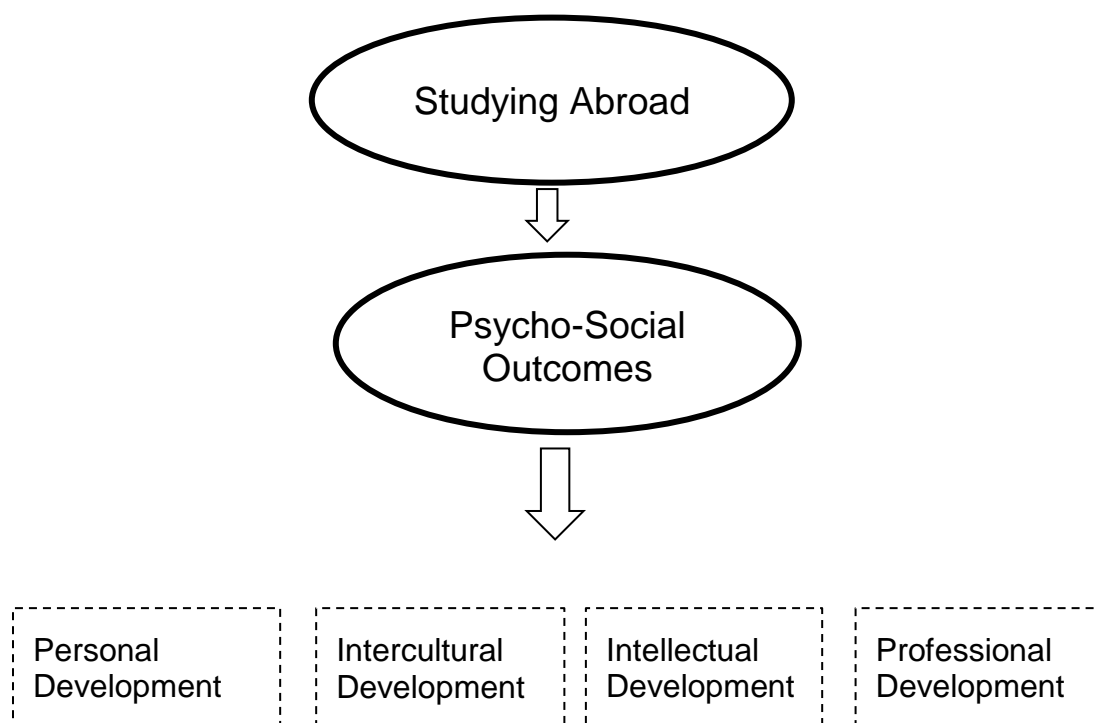 Studying Abroad
Psycho-Social
Outcomes
Personal
Development
Intercultural
Development
Intellectual
Development
Professional
Development